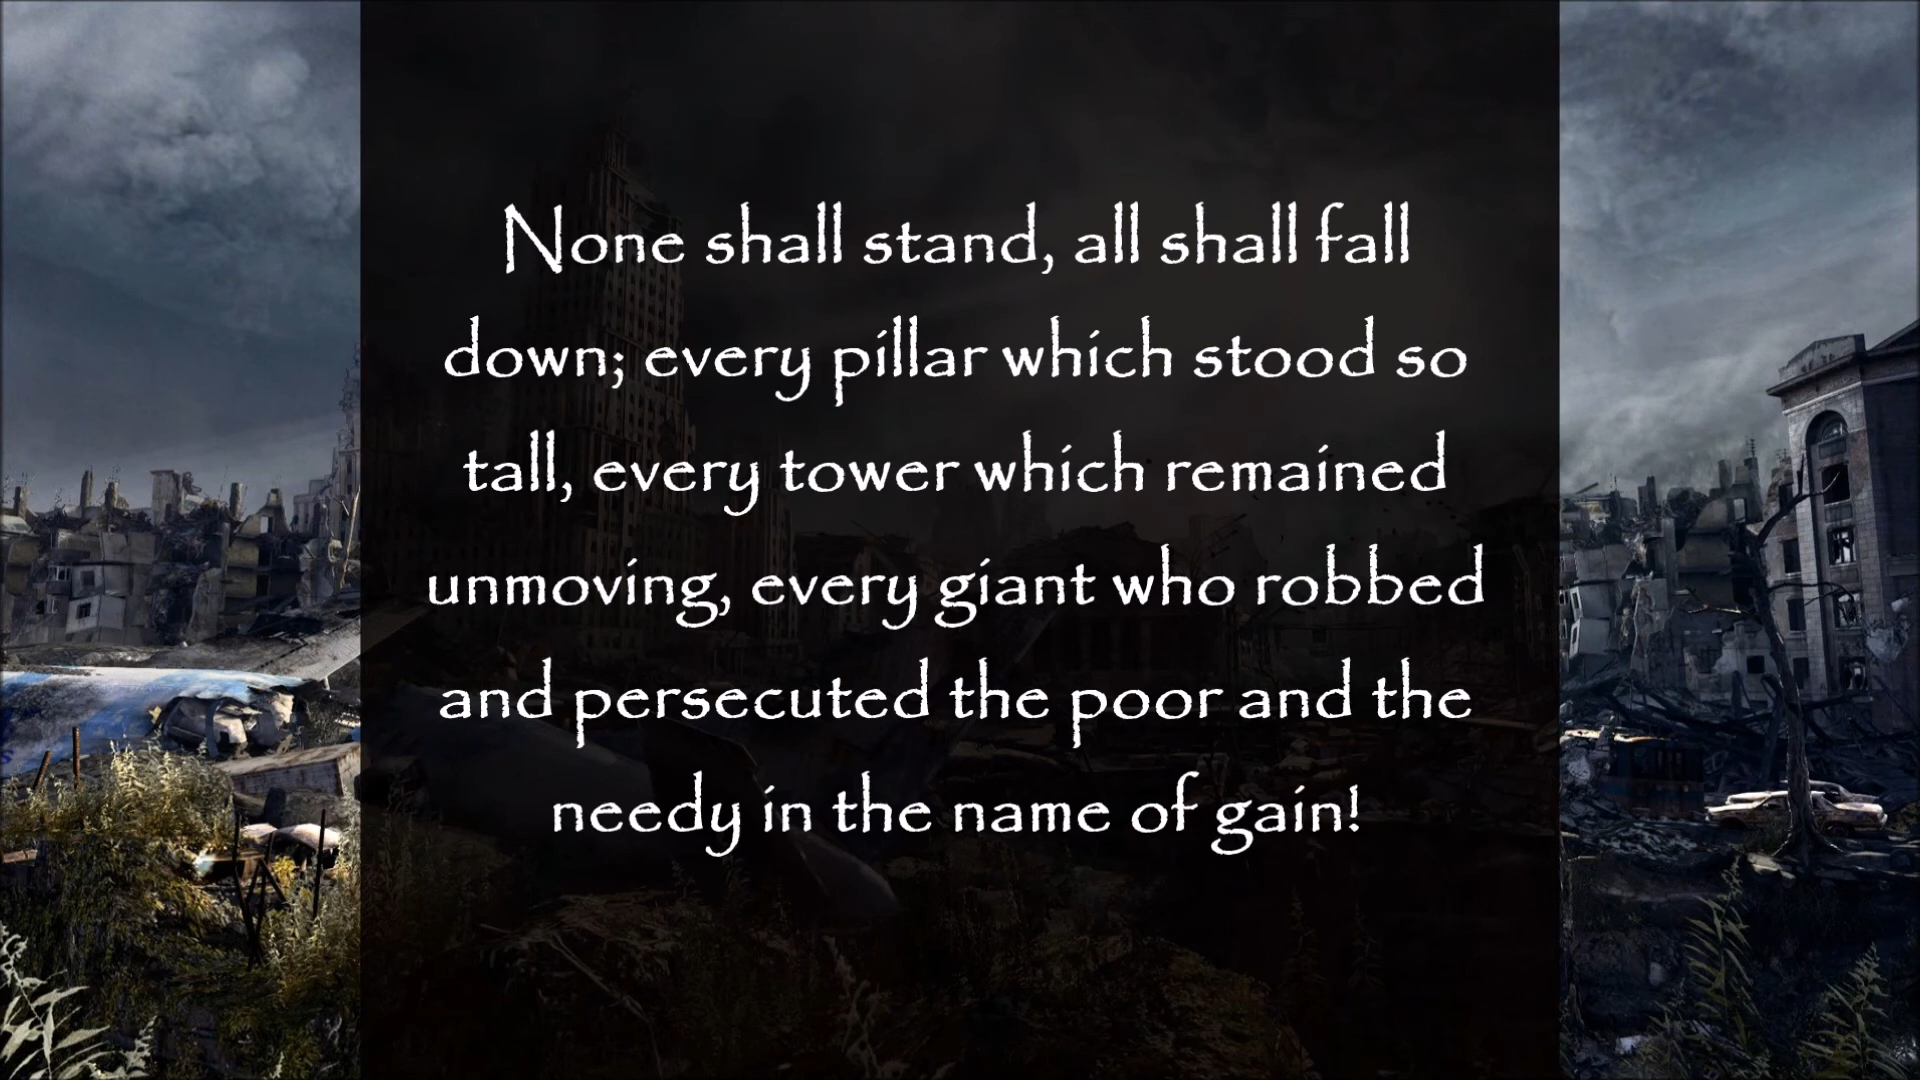 None shall stand, all shall fall
down; every pillar which stood so
tall, every tower which remained
unmoving, every giant who robbed
and persecuted the poor and the
needy in the name of gain!